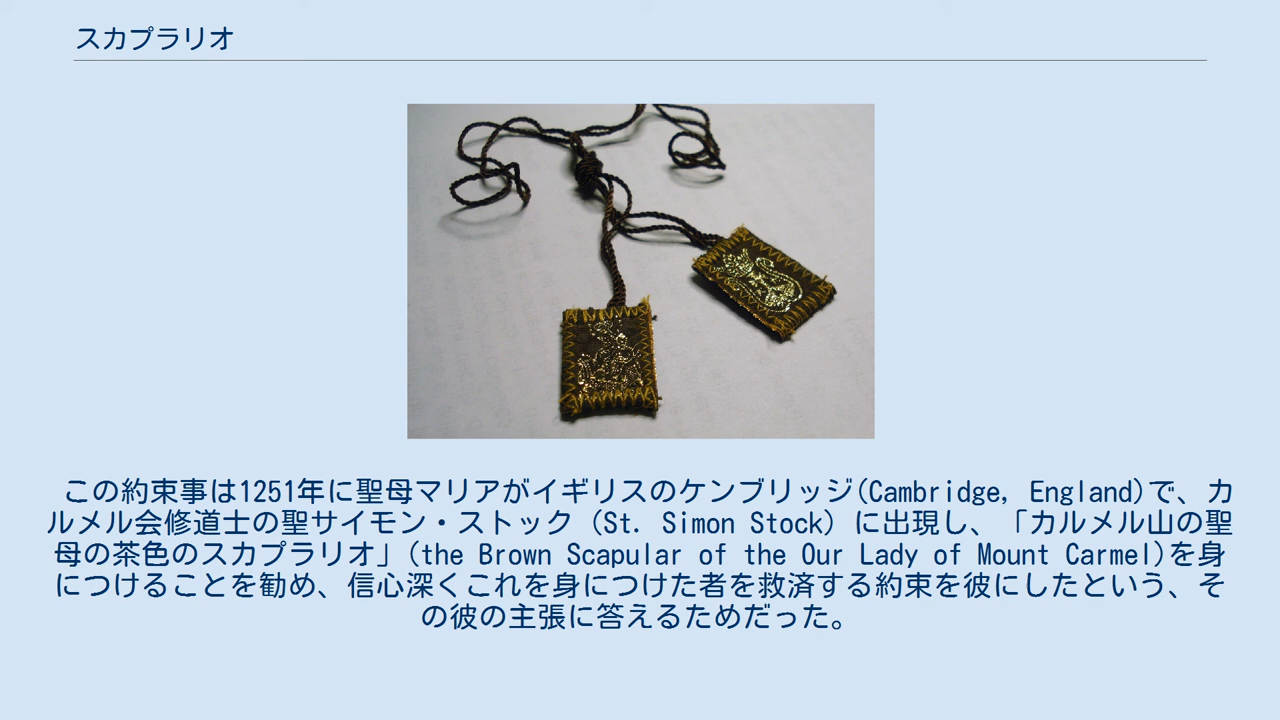 スカプラリオ
この約束事は1251年に聖母マリアがイギリスのケンブリッジ(Cambridge, England)で、カ
ルメル会修道士の聖サイモン・ストック (St. Simon Stock) に出現し、「カルメル山の聖
母の茶色のスカプラリオ」(the Brown Scapular of the Our Lady of Mount Carmel)を身
につけることを勧め、信心深くこれを身につけた者を救済する約束を彼にしたという、そ
の彼の主張に答えるためだった。